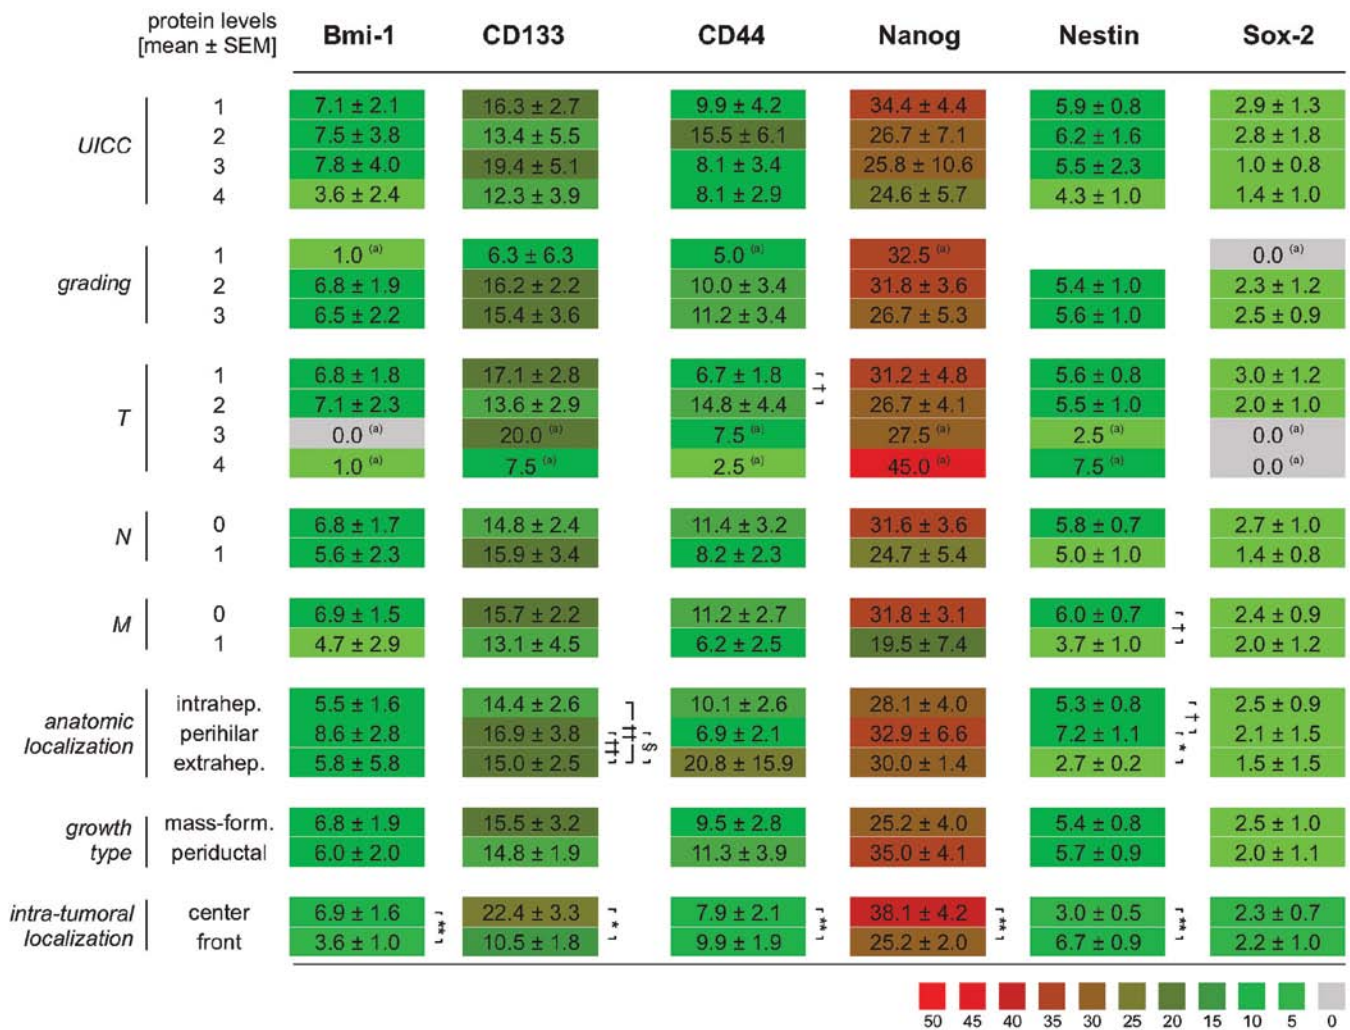 protein levels
[mean ± SEM] Bmi-1 CD133 CD44 Nanog Nestin Sox-2
UICC
1 7.1 ± 2.1 16.3 ± 2.7 9.9 ± 4.2 34.4 ± 4.4 5.9 ± 0.8 2.9 ± 1.3
2 7.5 ± 3.8 13.4 ± 5.5 15.5 ± 6.1 26.7 ± 7.1 6.2 ± 1.6 2.8 ± 1.8
3 7.8 ± 4.0 19.4 ± 5.1 8.1 ± 3.4 25.8 ± 10.6 5.5 ± 2.3 1.0 ± 0.8
4 3.6 ± 2.4 12.3 ± 3.9 8.1 ± 2.9 24.6 ± 5.7 4.3 ± 1.0 1.4 ± 1.0
grading
1 1.0 (a) 6.3 ± 6.3 5.0 (a) 32.5 (a) 0.0 (a)
2 6.8 ± 1.9 16.2 ± 2.2 10.0 ± 3.4 31.8 ± 3.6 5.4 ± 1.0 2.3 ± 1.2
3 6.5 ± 2.2 15.4 ± 3.6 11.2 ± 3.4 26.7 ± 5.3 5.6 ± 1.0 2.5 ± 0.9
T
1 6.8 ± 1.8 17.1 ± 2.8 6.7 ± 1.8 † 31.2 ± 4.8 5.6 ± 0.8 3.0 ± 1.2
2 7.1 ± 2.3 13.6 ± 2.9 14.8 ± 4.4 26.7 ± 4.1 5.5 ± 1.0 2.0 ± 1.0
3 0.0 (a) 20.0 (a) 7.5 (a) 27.5 (a) 2.5 (a) 0.0 (a)
4 1.0 (a) 7.5 (a) 2.5 (a) 45.0 (a) 7.5 (a) 0.0 (a)
N
0 6.8 ± 1.7 14.8 ± 2.4 11.4 ± 3.2 31.6 ± 3.6 5.8 ± 0.7 2.7 ± 1.0
1 5.6 ± 2.3 15.9 ± 3.4 8.2 ± 2.3 24.7 ± 5.4 5.0 ± 1.0 1.4 ± 0.8
M
0 6.9 ± 1.5 15.7 ± 2.2 11.2 ± 2.7 31.8 ± 3.1 6.0 ± 0.7 † 2.4 ± 0.9
1 4.7 ± 2.9 13.1 ± 4.5 6.2 ± 2.5 19.5 ± 7.4 3.7 ± 1.0 2.0 ± 1.2
anatomic
localization
intrahep. 5.5 ± 1.6 14.4 ± 2.6 10.1 ± 2.6 28.1 ± 4.0 5.3 ± 0.8 † 2.5 ± 0.9
perihilar 8.6 ± 2.8 16.9 ± 3.8 ‡‡ ‡ § 6.9 ± 2.1 32.9 ± 6.6 7.2 ± 1.1 * 2.1 ± 1.5
extrahep. 5.8 ± 5.8 15.0 ± 2.5 20.8 ± 15.9 30.0 ± 1.4 2.7 ± 0.2 1.5 ± 1.5
growth
type
mass-form. 6.8 ± 1.9 15.5 ± 3.2 9.5 ± 2.8 25.2 ± 4.0 5.4 ± 0.8 2.5 ± 1.0
periductal 6.0 ± 2.0 14.8 ± 1.9 11.3 ± 3.9 35.0 ± 4.1 5.7 ± 0.9 2.0 ± 1.1
intra-tumoral
localization
center 6.9 ± 1.6 ** 22.4 ± 3.3 * 7.9 ± 2.1 ** 38.1 ± 4.2 ** 3.0 ± 0.5 ** 2.3 ± 0.7
front 3.6 ± 1.0 10.5 ± 1.8 9.9 ± 1.9 25.2 ± 2.0 6.7 ± 0.9 2.2 ± 1.0
50 45 40 35 30 25 20 15 10 5 0